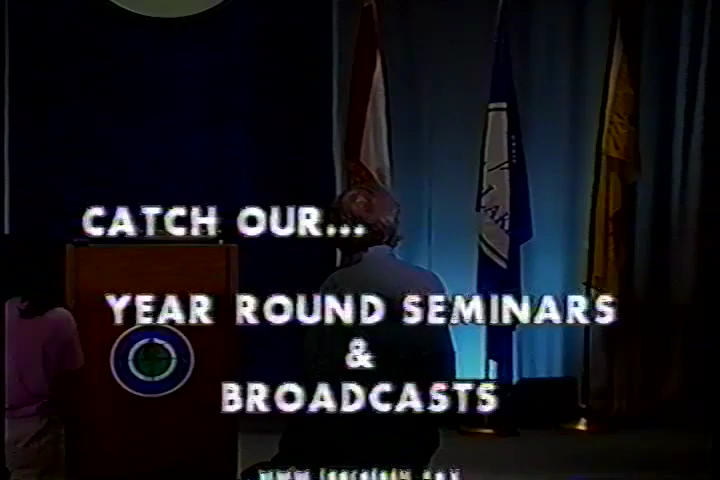 CATCH OUR...
YEAR ROUND SEMINARS
&
BROADCASTS